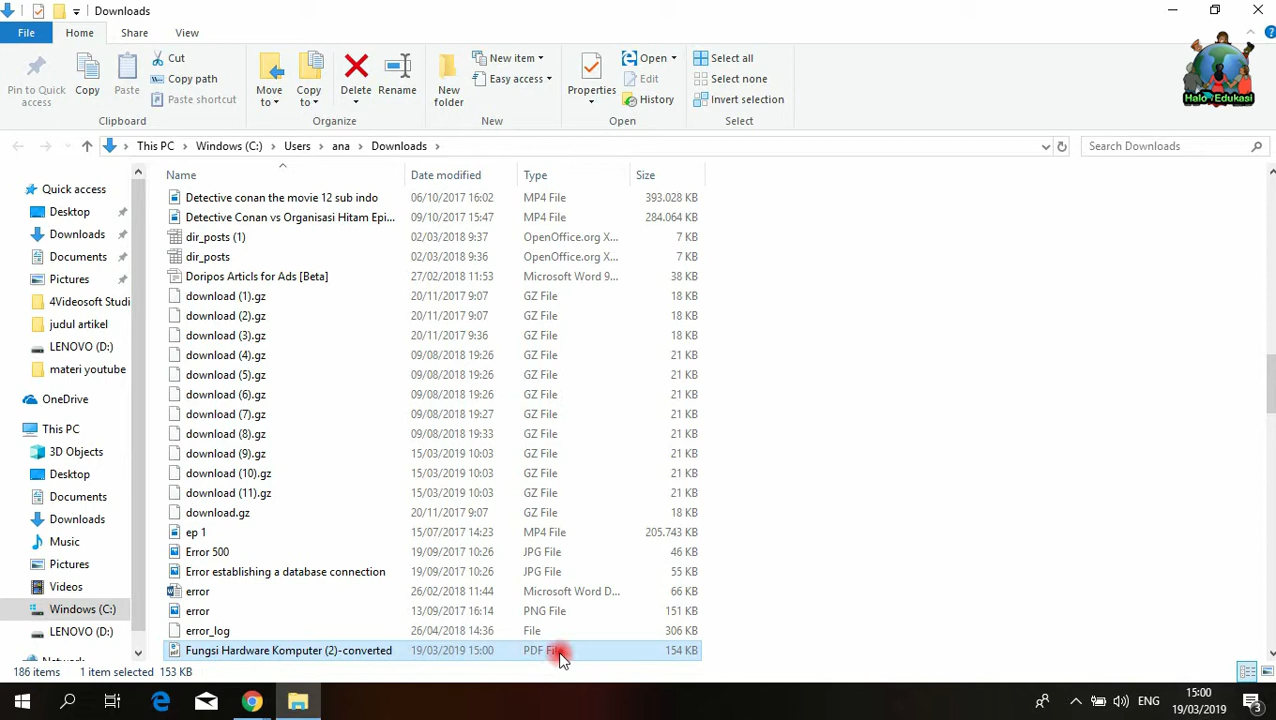 Downloads
File Home Share View
Pin to Quick access
Copy
Paste
Cut
Copy path
Paste shortcut
Clipboard
Move to
Copy to
Delete
Rename
Organize
New folder
New item
Easy access
New
Properties
Open
Edit
History
Open
Select all
Select none
Invert selection
Select
Halo Edukasi
This PC Windows (C:) Users ana Downloads
Search Downloads
Quick access
Desktop
Downloads
Documents
Pictures
4Videosoft Studi
judul artikel
LENOVO (D:)
materi youtube
OneDrive
This PC
3D Objects
Desktop
Documents
Downloads
Music
Pictures
Videos
Windows (C:)
LENOVO (D:)
Name Date modified Type Size
Detective conan the movie 12 sub indo 06/10/2017 16:02 MP4 File 393.028 KB
Detective Conan vs Organisasi Hitam Epi... 09/10/2017 15:47 MP4 File 284.064 KB
dir_posts (1) 02/03/2018 9:37 OpenOffice.org X... 7 KB
dir_posts 02/03/2018 9:36 OpenOffice.org X... 7 KB
Doripos Articls for Ads [Beta] 27/02/2018 11:53 Microsoft Word 9... 38 KB
download (1).gz 20/11/2017 9:07 GZ File 18 KB
download (2).gz 20/11/2017 9:07 GZ File 18 KB
download (3).gz 20/11/2017 9:36 GZ File 18 KB
download (4).gz 09/08/2018 19:26 GZ File 21 KB
download (5).gz 09/08/2018 19:26 GZ File 21 KB
download (6).gz 09/08/2018 19:26 GZ File 21 KB
download (7).gz 09/08/2018 19:27 GZ File 21 KB
download (8).gz 09/08/2018 19:33 GZ File 21 KB
download (9).gz 15/03/2019 10:03 GZ File 21 KB
download (10).gz 15/03/2019 10:03 GZ File 21 KB
download (11).gz 15/03/2019 10:03 GZ File 21 KB
download.gz 20/11/2017 9:07 GZ File 18 KB
ep 1 15/07/2017 14:23 MP4 File 205.743 KB
Error 500 19/09/2017 10:26 JPG File 46 KB
Error establishing a database connection 19/09/2017 10:26 JPG File 55 KB
error 26/02/2018 11:44 Microsoft Word D... 66 KB
error 13/09/2017 16:14 PNG File 151 KB
error_log 26/04/2018 14:36 File 306 KB
Fungsi Hardware Komputer (2)-converted 19/03/2019 15:00 PDF File 154 KB
186 items 1 item selected 153 KB
ENG
15:00
19/03/2019
3